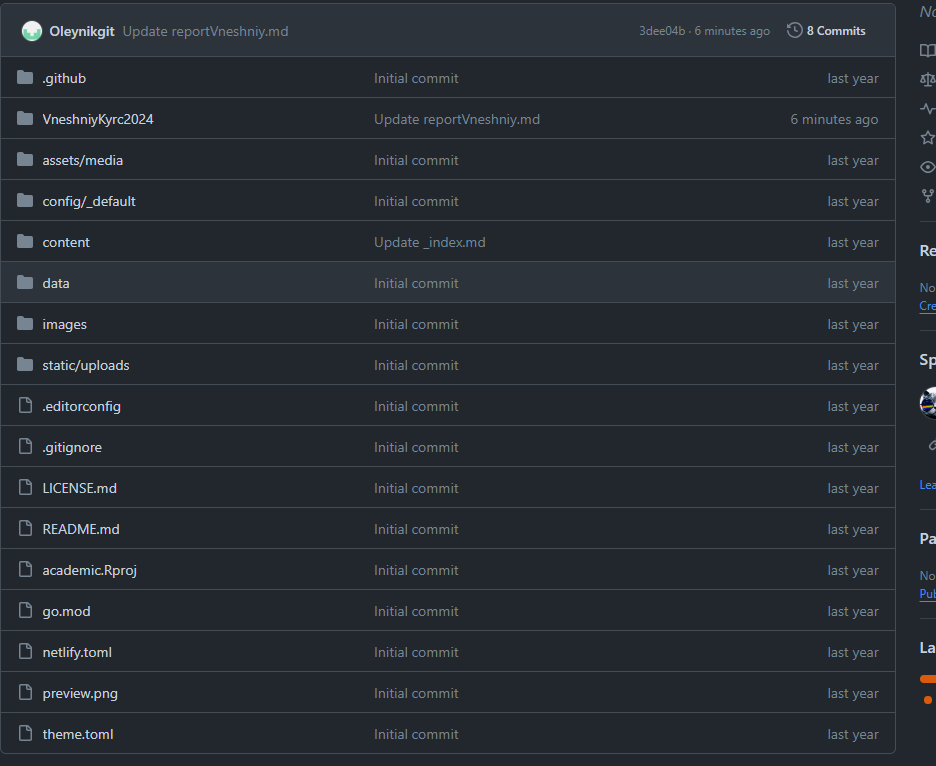 Oleynikgit Update reportVneshniy.md 3dee04b · 6 minutes ago 8 Commits
.github Initial commit last year
VneshniyKyrc2024 Update reportVneshniy.md 6 minutes ago
assets/media Initial commit last year
config/_default Initial commit last year
content Update _index.md last year
data Initial commit last year
images Initial commit last year
static/uploads Initial commit last year
.editorconfig Initial commit last year
.gitignore Initial commit last year
LICENSE.md Initial commit last year
README.md Initial commit last year
academic.Rproj Initial commit last year
go.mod Initial commit last year
netlify.toml Initial commit last year
preview.png Initial commit last year
theme.toml Initial commit last year
No
Re
No
Cre
Sp
Lea
Pa
No
Pub
La